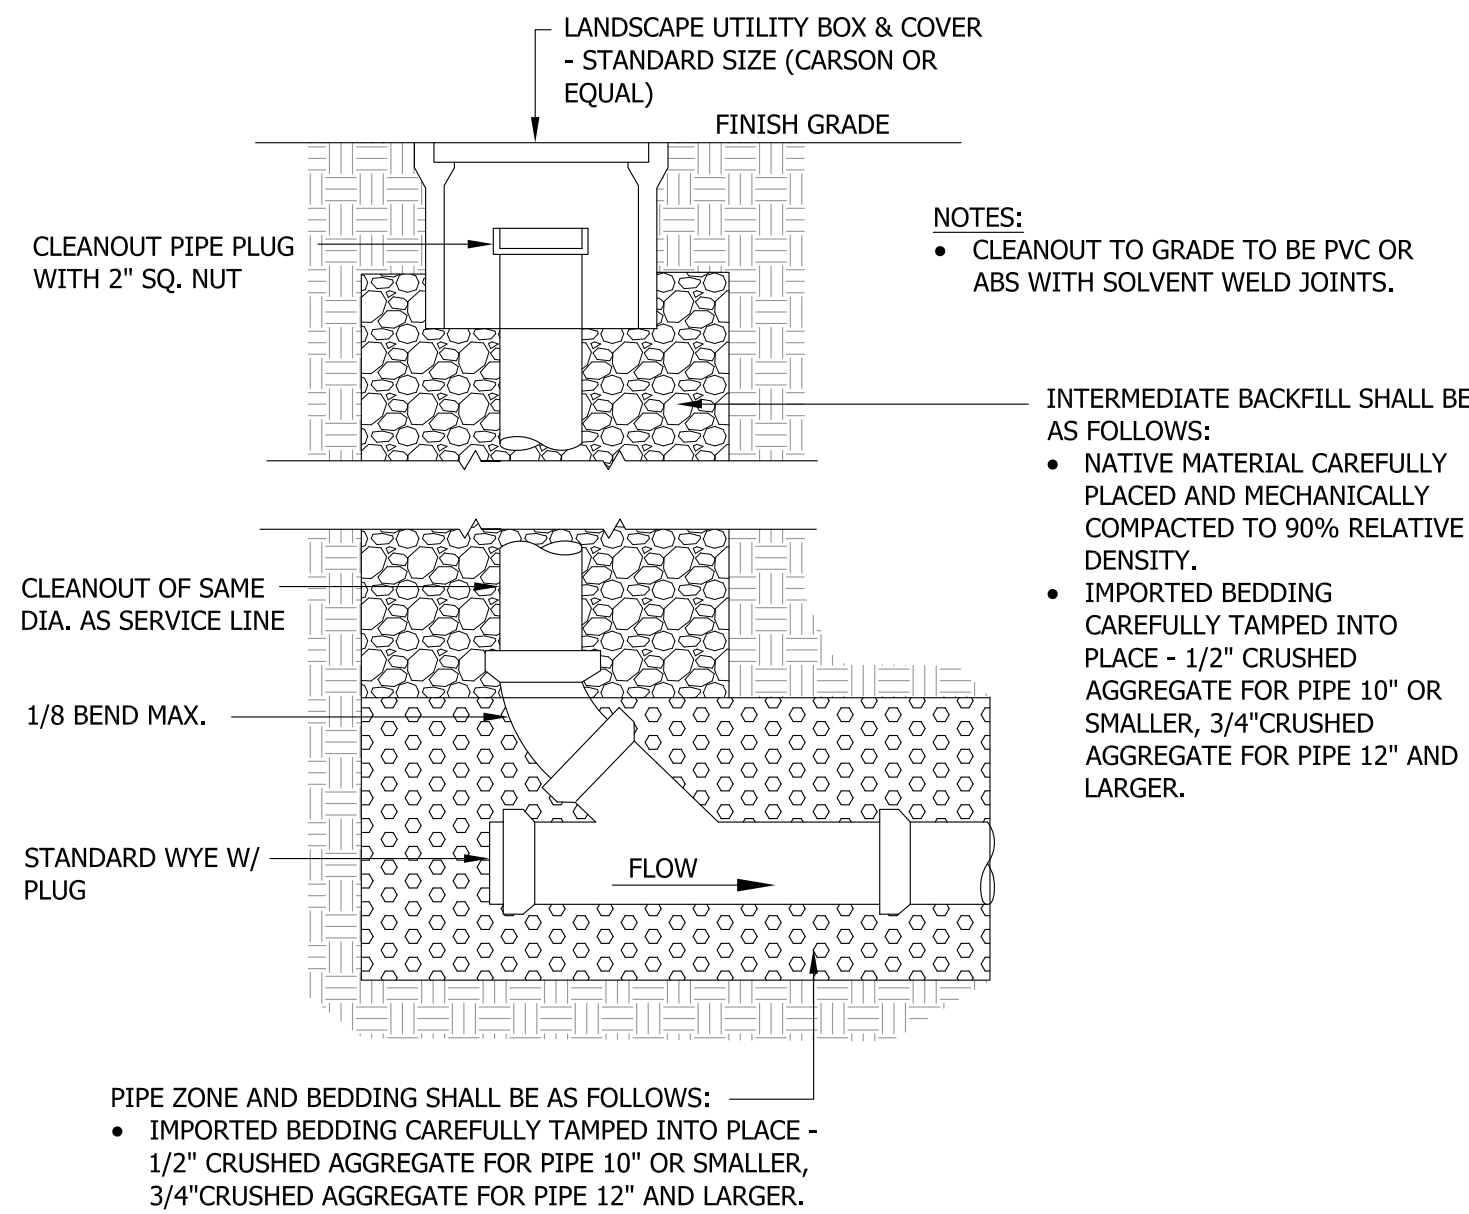 LANDSCAPE UTILITY BOX & COVER
- STANDARD SIZE (CARSON OR
EQUAL)
FINISH GRADE
CLEANOUT PIPE PLUG
WITH 2" SQ. NUT
NOTES:
• CLEANOUT TO GRADE TO BE PVC OR
ABS WITH SOLVENT WELD JOINTS.
INTERMEDIATE BACKFILL SHALL BE
AS FOLLOWS:
• NATIVE MATERIAL CAREFULLY
PLACED AND MECHANICALLY
COMPACTED TO 90% RELATIVE
DENSITY.
• IMPORTED BEDDING
CAREFULLY TAMPED INTO
PLACE - 1/2" CRUSHED
AGGREGATE FOR PIPE 10" OR
SMALLER, 3/4"CRUSHED
AGGREGATE FOR PIPE 12" AND
LARGER.
CLEANOUT OF SAME
DIA. AS SERVICE LINE
1/8 BEND MAX.
STANDARD WYE W/
PLUG
FLOW
PIPE ZONE AND BEDDING SHALL BE AS FOLLOWS:
• IMPORTED BEDDING CAREFULLY TAMPED INTO PLACE -
1/2" CRUSHED AGGREGATE FOR PIPE 10" OR SMALLER,
3/4"CRUSHED AGGREGATE FOR PIPE 12" AND LARGER.